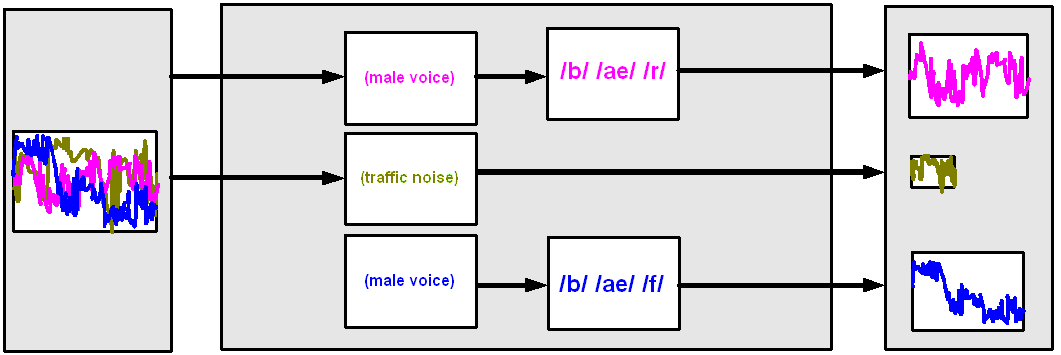 (male voice)
/b/ /ae/ /r/
(traffic noise)
(male voice)
/b/ /ae/ /f/